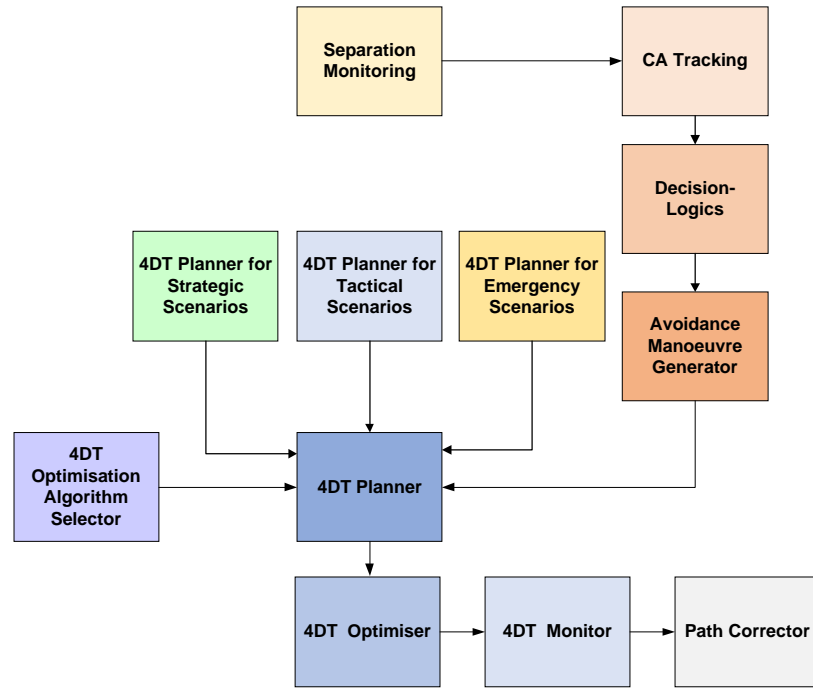 Separation
Monitoring
CA Tracking
Decision-
Logics
4DT Planner for
Strategic
Scenarios
4DT Planner for
Tactical
Scenarios
4DT Planner for
Emergency
Scenarios
Avoidance
Manoeuvre
Generator
4DT
Optimisation
Algorithm
Selector
4DT Planner
4DT Optimiser
4DT Monitor
Path Corrector